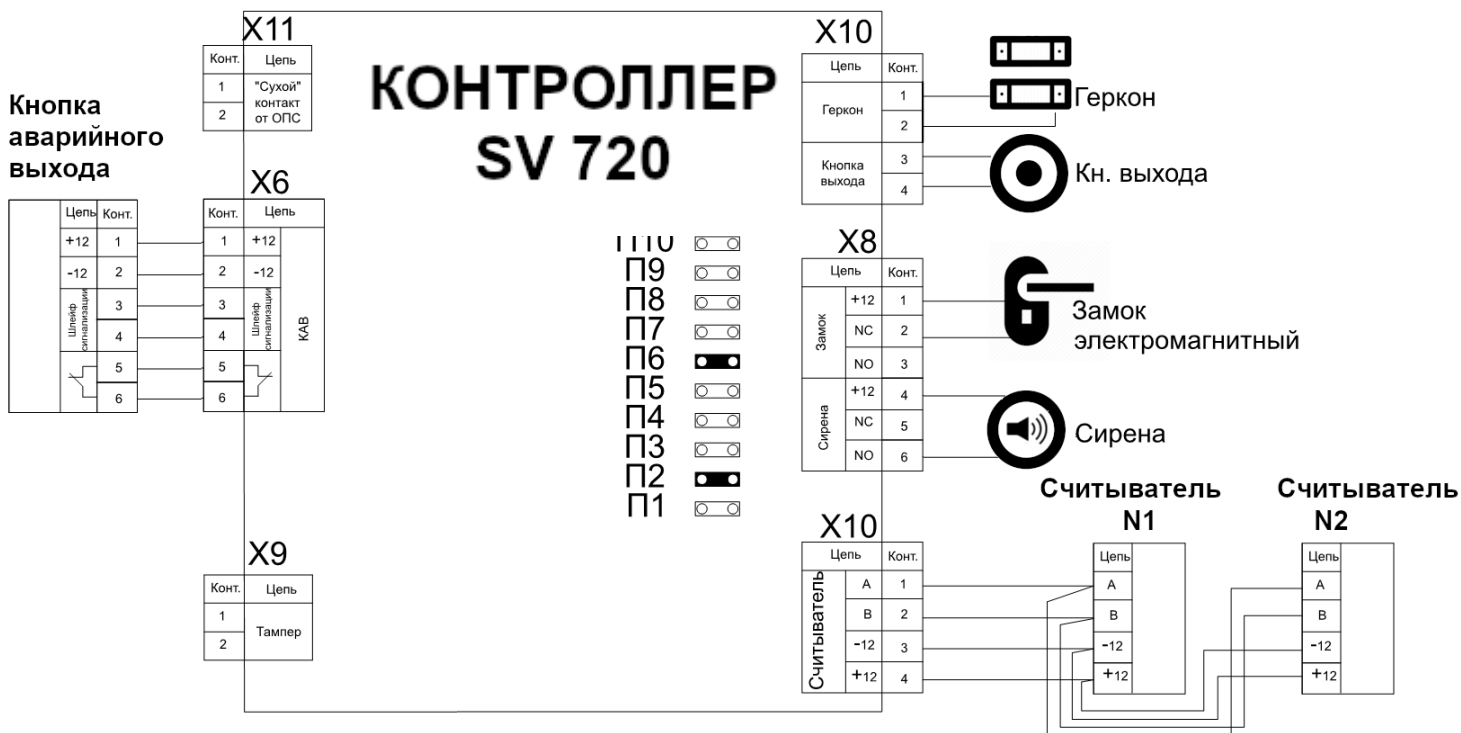 X11
Конт. Цепь
1 "Сухой"
контакт
2 от ОПС
КОНТРОЛЛЕР
SV 720
X10
Цепь Конт.
Геркон 1
2
Кнопка
выхода 3
4
Геркон
Кн. выхода
Кнопка
аварийного
выхода
Цепь Конт.
+12 1
-12 2
Шлейф
сигнализации
3
4
5
6
X6
Конт. Цепь
1 +12
2 -12
3
4
Шлейф
сигнализации
5
6
КАВ
П10
П9
П8
П7
П6
П5
П4
П3
П2
П1
X8
Цепь Конт.
Замок
+12 1
NC 2
NO 3
Сирена
+12 4
NC 5
NO 6
Замок
электромагнитный
Сирена
X9
Конт. Цепь
1
Тампер
2
X10
Цепь Конт.
Считыватель
A 1
B 2
-12 3
+12 4
Считыватель
N1
Цепь
A
B
-12
+12
Считыватель
N2
Цепь
A
B
-12
+12